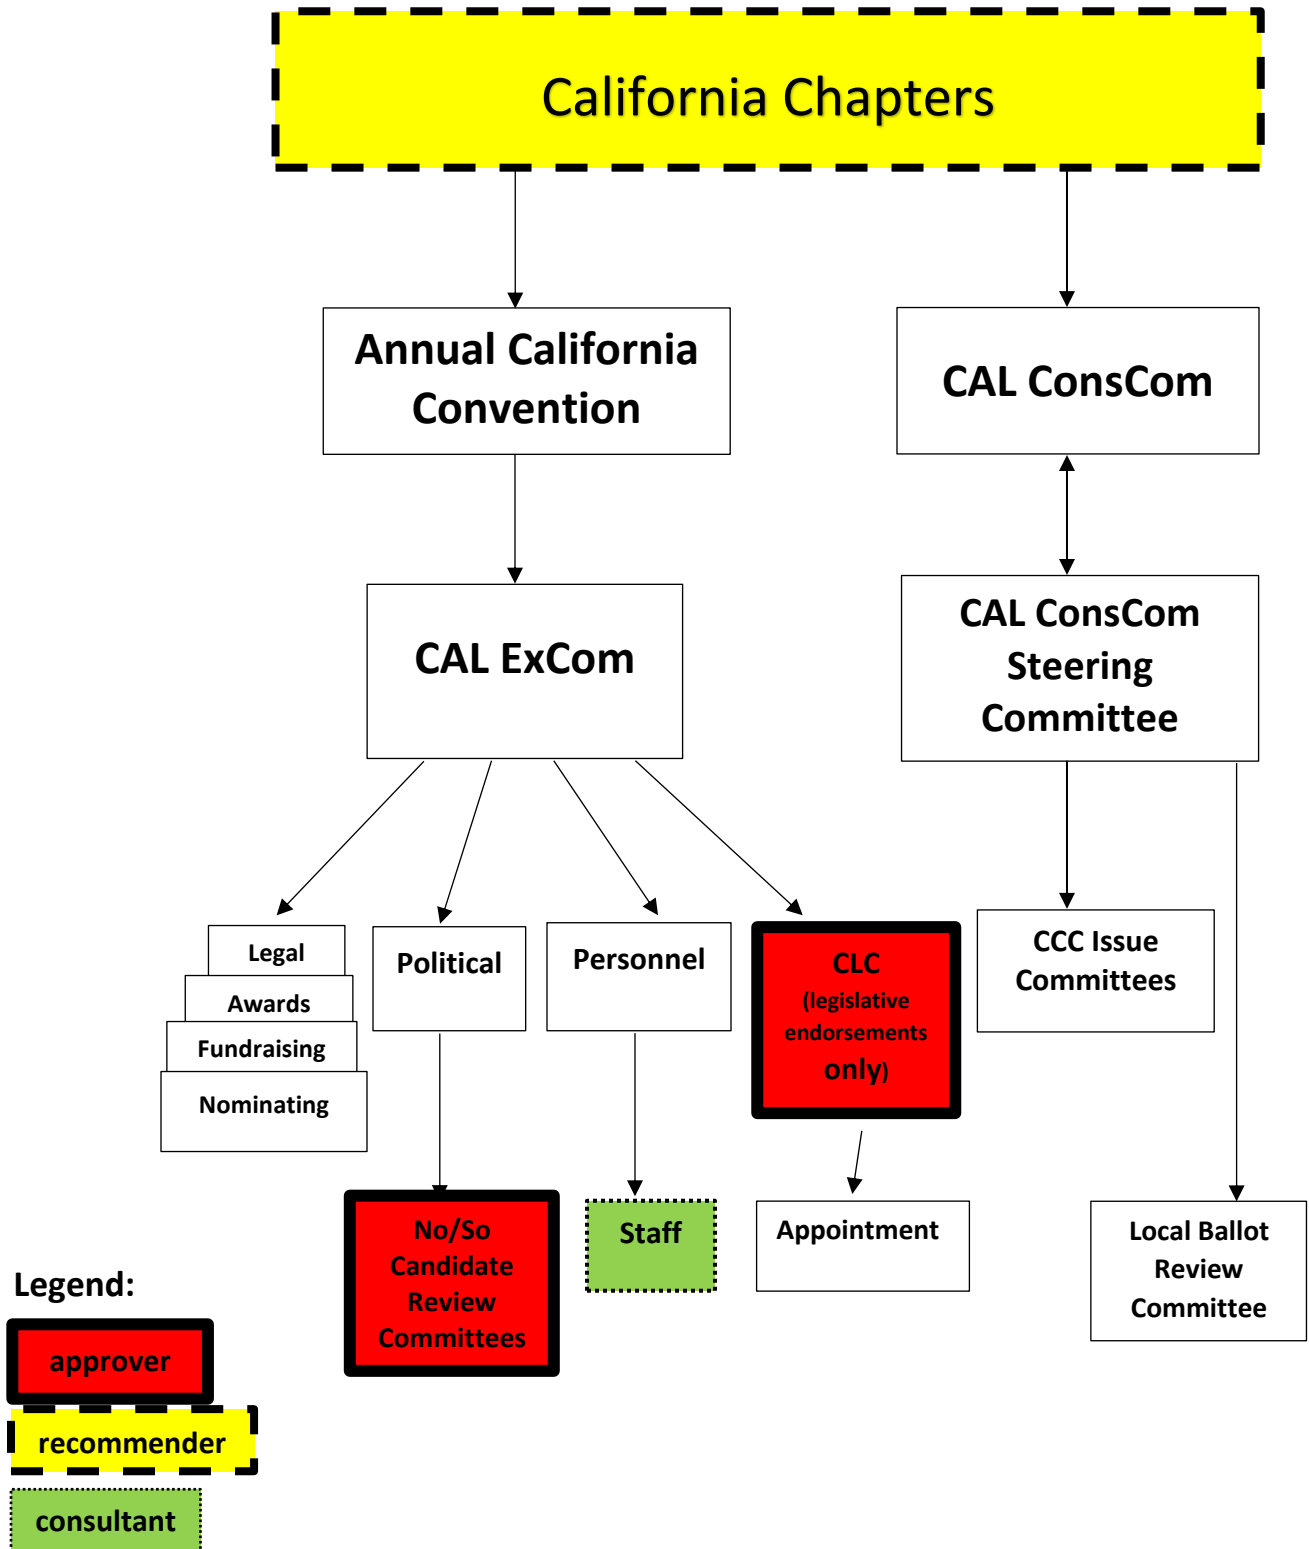 California Chapters
Annual California
Convention
CAL ConsCom
CAL ExCom
CAL ConsCom
Steering
Committee
Legal
Awards
Fundraising
Nominating
Political
Personnel
CLC
(legislative
endorsements
only)
CCC Issue
Committees
No/So
Candidate
Review
Committees
Staff
Appointment
Local Ballot
Review
Committee
Legend:
approver
recommender
consultant